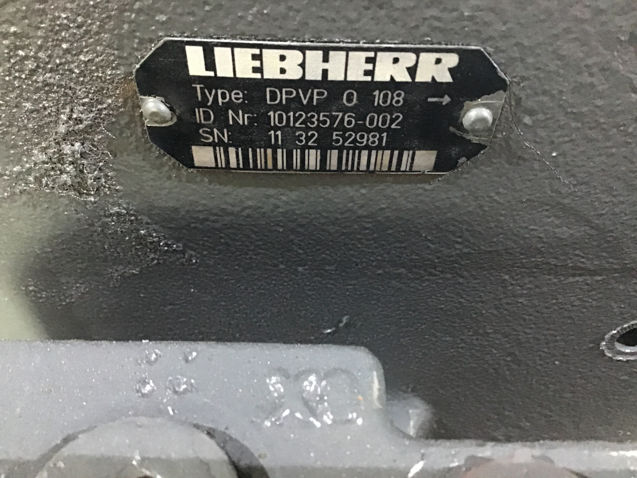 LIEBHERR
Type: DPVP O 108 →
ID Nr: 10123576-002
SN: 11 32 52981